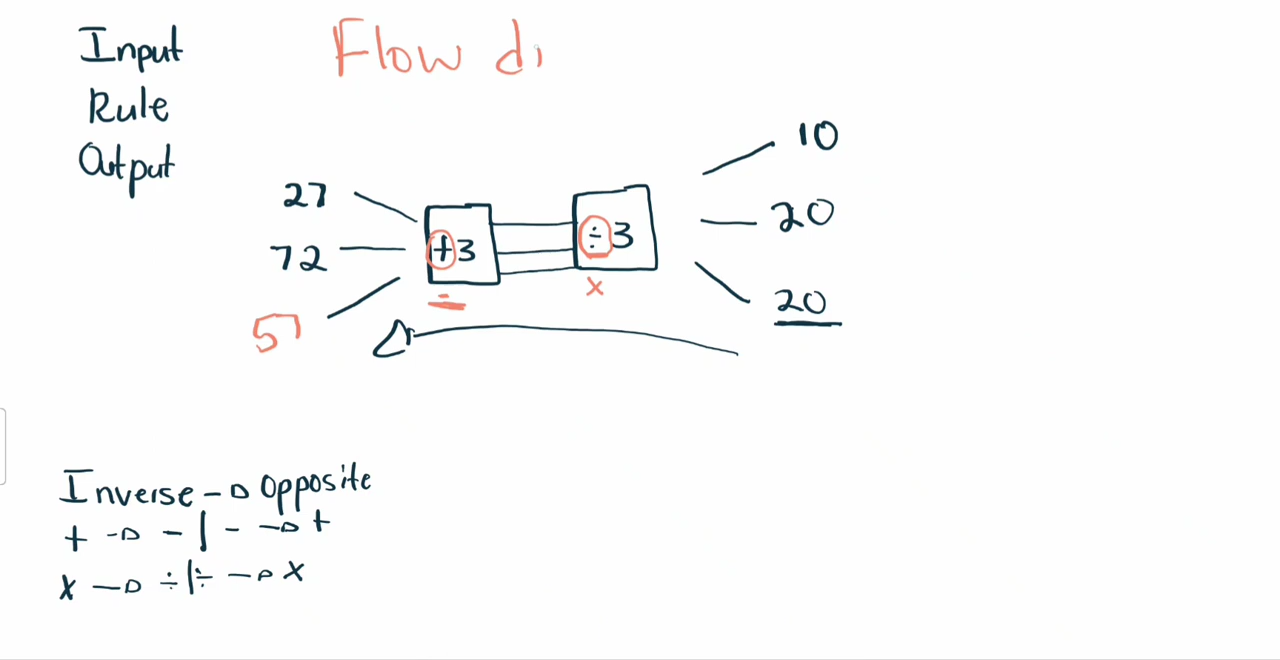 Input
Flow di
Rule
Output
10
27
+3
÷3
20
72
-
x
57
20
Inverse → Opposite
+ → - | - → +
x → ÷ | ÷ → x